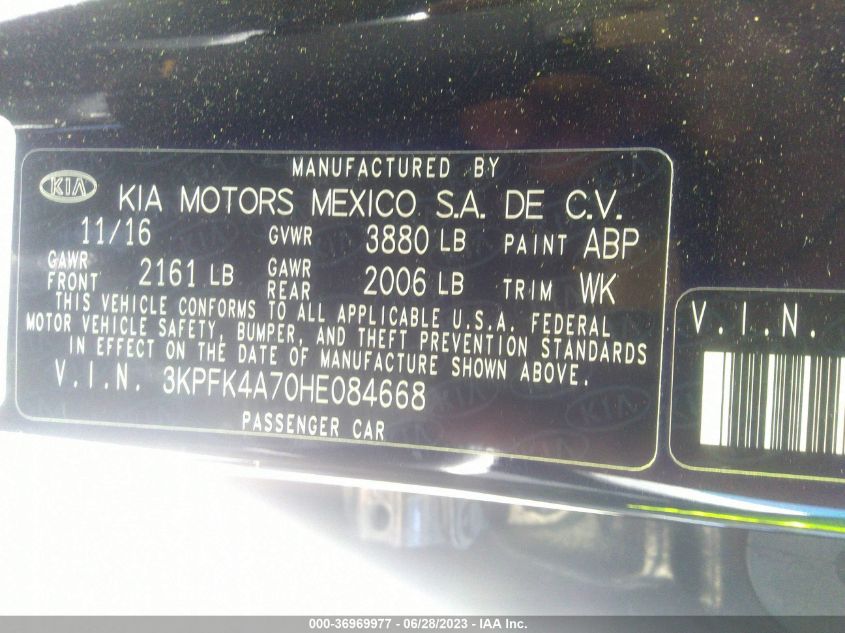 MANUFACTURED BY
KIA
KIA MOTORS MEXICO S.A. DE C.V.
11/16 GVWR 3880 LB PAINT ABP
GAWR FRONT 2161 LB GAWR REAR 2006 LB TRIM WK
THIS VEHICLE CONFORMS TO ALL APPLICABLE U.S.A. FEDERAL
MOTOR VEHICLE SAFETY, BUMPER, AND THEFT PREVENTION STANDARDS
IN EFFECT ON THE DATE OF MANUFACTURE SHOWN ABOVE.
V.I.N. 3KPFK4A70HE084668
PASSENGER CAR
V.I.N.
000-36969977 - 06/28/2023 - IAA Inc.